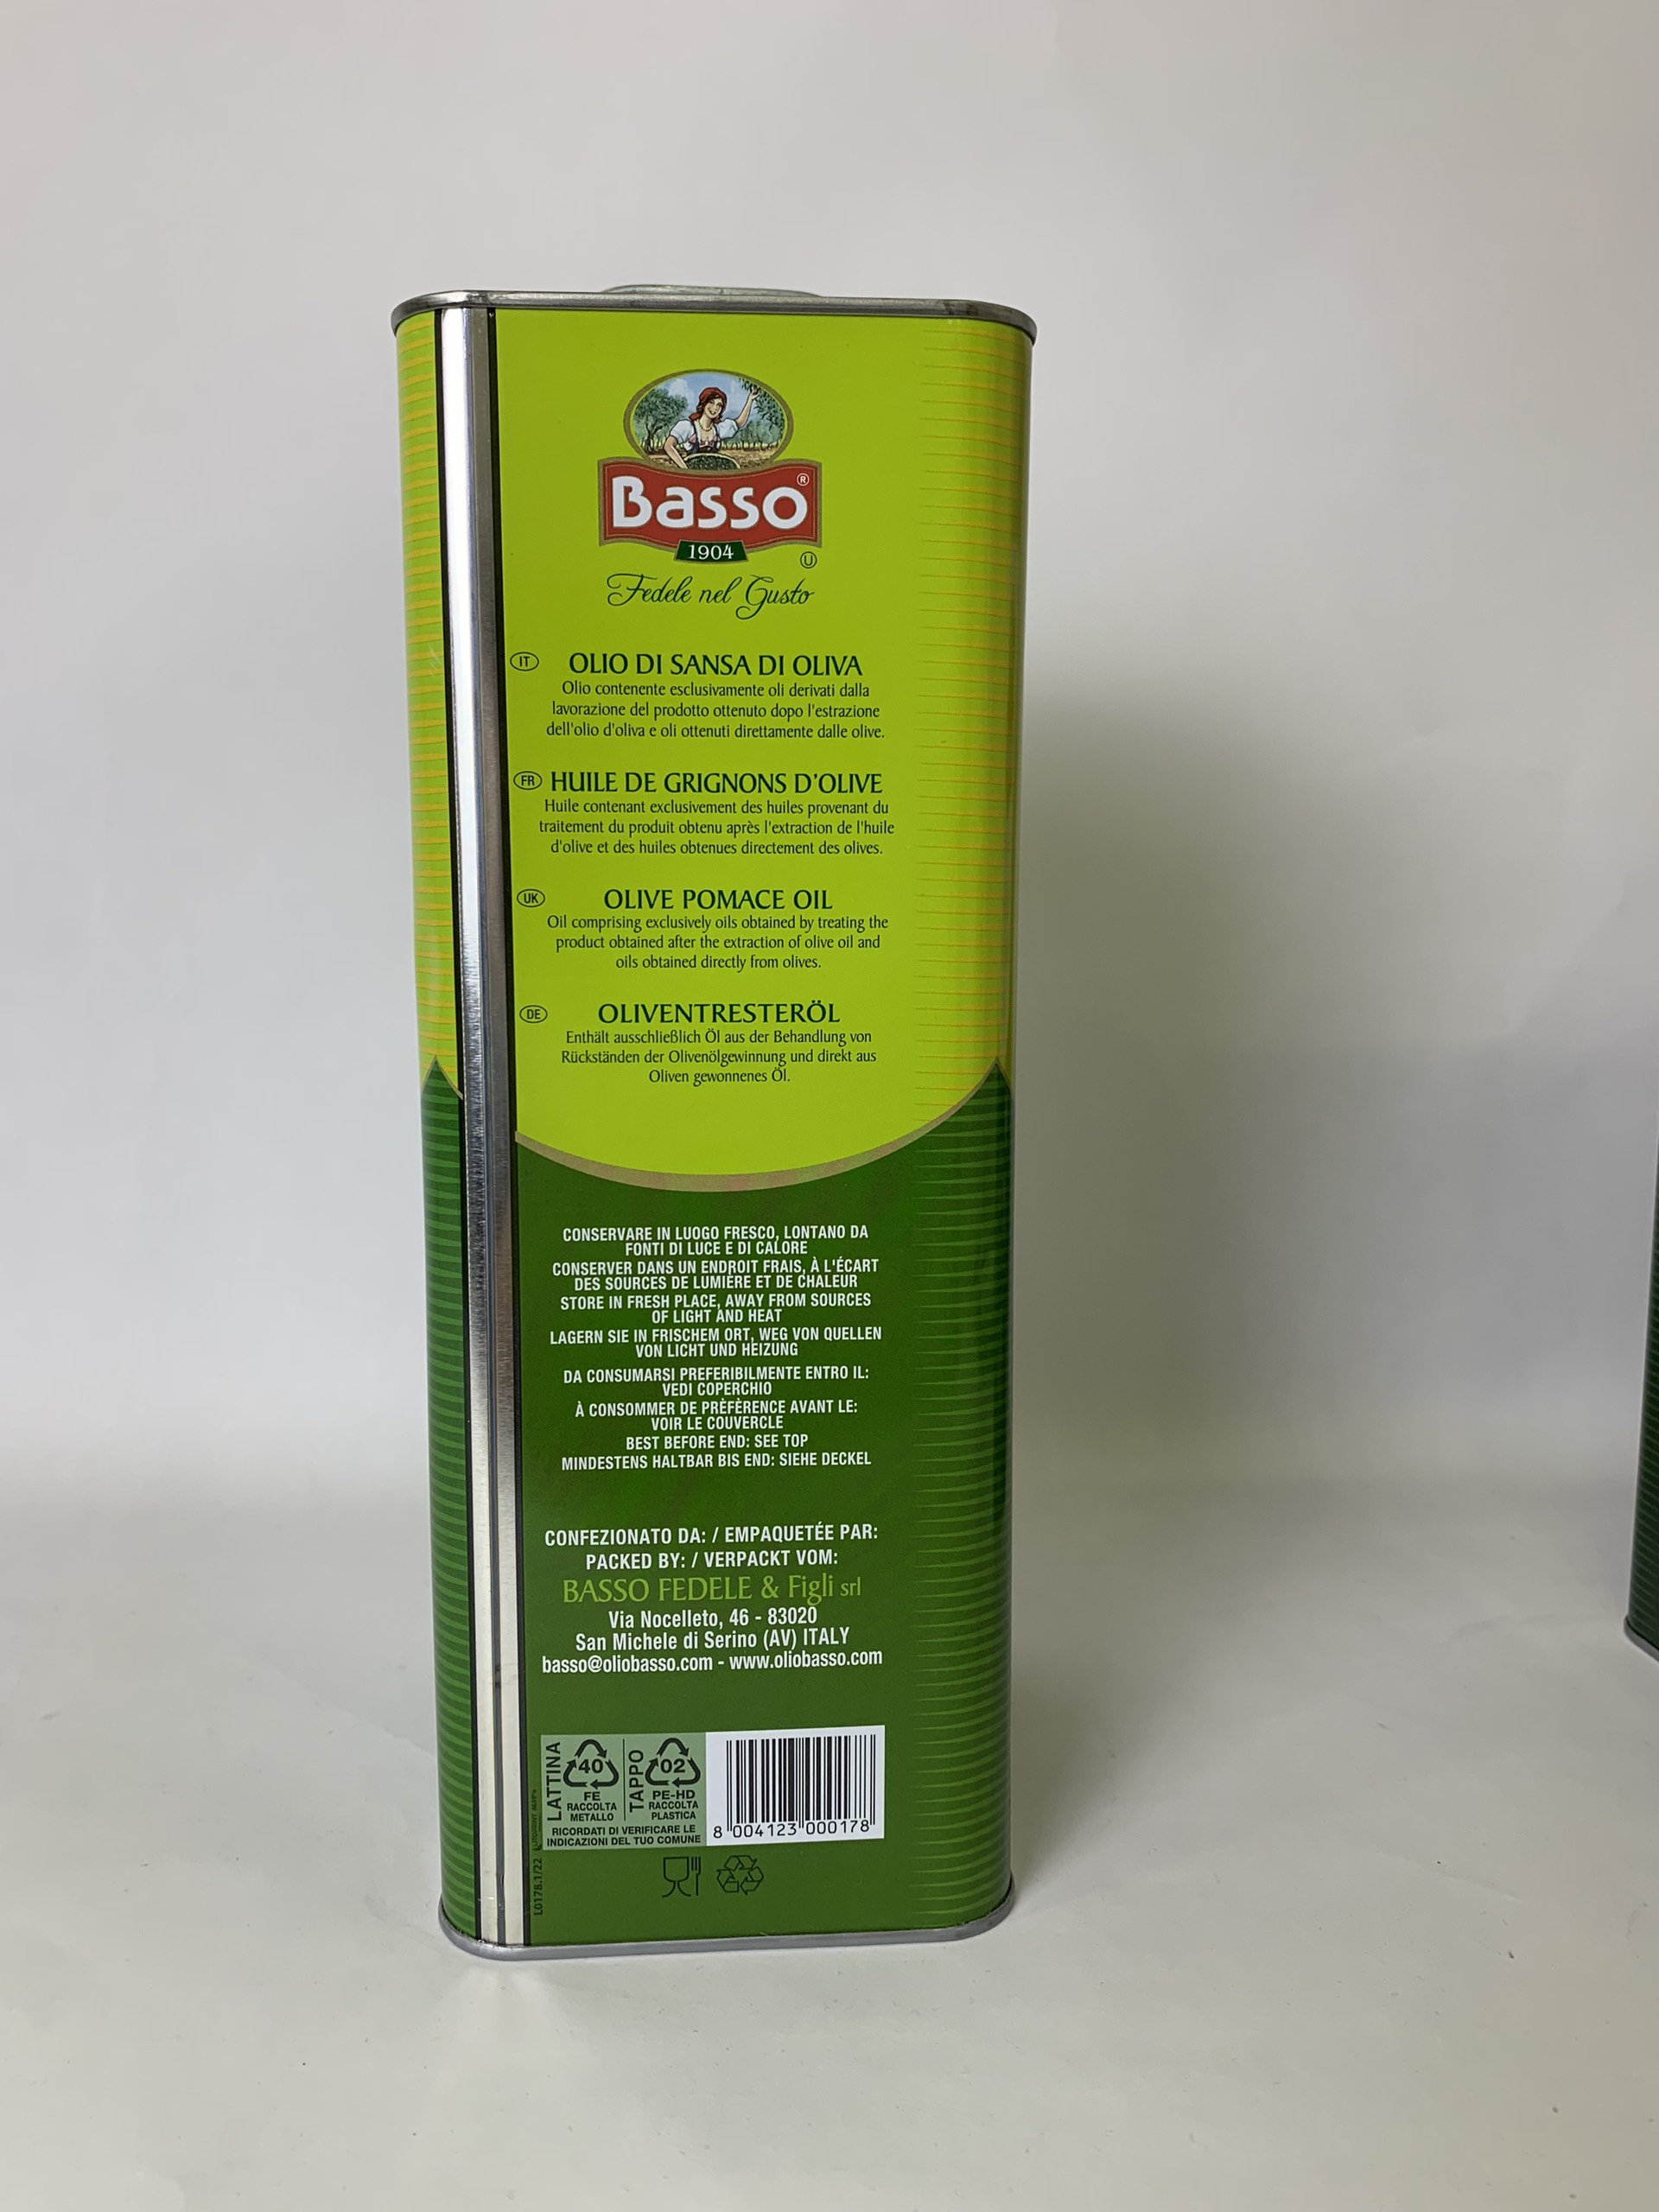 Basso®
1904
U
Fedele nel Gusto
IT OLIO DI SANSA DI OLIVA
Olio contenente esclusivamente oli derivati dalla
lavorazione del prodotto ottenuto dopo l'estrazione
dell'olio d'oliva e oli ottenuti direttamente dalle olive.
FR HUILE DE GRIGNONS D'OLIVE
Huile contenant exclusivement des huiles provenant du
traitement du produit obtenu après l'extraction de l'huile
d'olive et des huiles obtenues directement des olives.
UK OLIVE POMACE OIL
Oil comprising exclusively oils obtained by treating the
product obtained after the extraction of olive oil and
oils obtained directly from olives.
DE OLIVENTRESTERÖL
Enthält ausschließlich Öl aus der Behandlung von
Rückständen der Olivenölgewinnung und direkt aus
Oliven gewonnenes Öl.
CONSERVARE IN LUOGO FRESCO, LONTANO DA
FONTI DI LUCE E DI CALORE
CONSERVER DANS UN ENDROIT FRAIS, À L'ÉCART
DES SOURCES DE LUMIÈRE ET DE CHALEUR
STORE IN FRESH PLACE, AWAY FROM SOURCES
OF LIGHT AND HEAT
LAGERN SIE IN FRISCHEM ORT, WEG VON QUELLEN
VON LICHT UND HEIZUNG
DA CONSUMARSI PREFERIBILMENTE ENTRO IL:
VEDI COPERCHIO
À CONSOMMER DE PRÈFÈRENCE AVANT LE:
VOIR LE COUVERCLE
BEST BEFORE END: SEE TOP
MINDESTENS HALTBAR BIS END: SIEHE DECKEL
CONFEZIONATO DA: / EMPAQUETÉE PAR:
PACKED BY: / VERPACKT VOM:
BASSO FEDELE & Figli srl
Via Nocelleto, 46 - 83020
San Michele di Serino (AV) ITALY
basso@oliobasso.com - www.oliobasso.com
LATTINA
40
FE
RACCOLTA
METALLO
TAPPO
02
PE-HD
RACCOLTA
PLASTICA
RICORDATI DI VERIFICARE LE
INDICAZIONI DEL TUO COMUNE
8 004123 000178
L0178.1/22